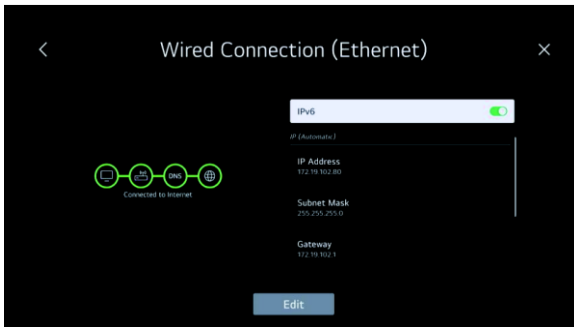 Wired Connection (Ethernet)
IPv6
IP (Automatic)
IP Address
172.19.102.80
DNS
Connected to Internet
Subnet Mask
255.255.255.0
Gateway
172.19.102.1
Edit